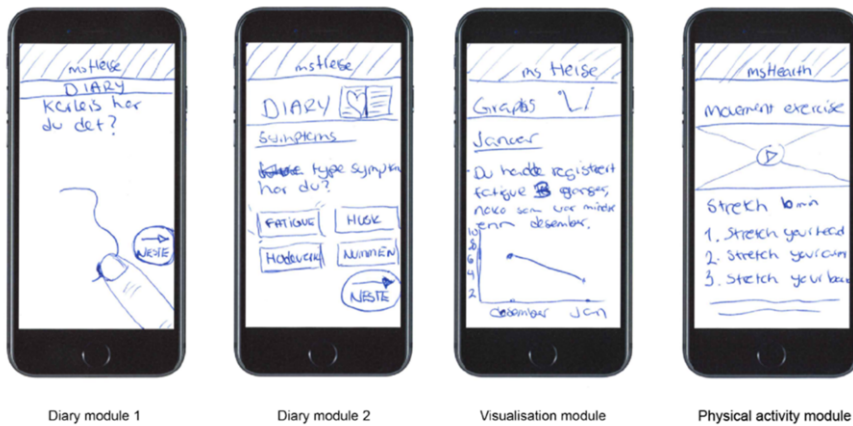 msHelse
DIARY
Korleis har
du det?
NESTE
Diary module 1
msHelse
DIARY
Symptoms
type symptom
har du?
FATIGUE
HUSK
HODEVERK
NUMMEN
NESTE
Diary module 2
ms Helse
Graphs
Januar
Du hadde registrert
fatigue 3 ganger,
noko som var mindre
enn desember.
10
8
6
4
2
desember Jan
Visualisation module
msHealth
Movement exercise
Stretch
1. Stretch your head
2. Stretch your arm
3. Stretch your
Physical activity module